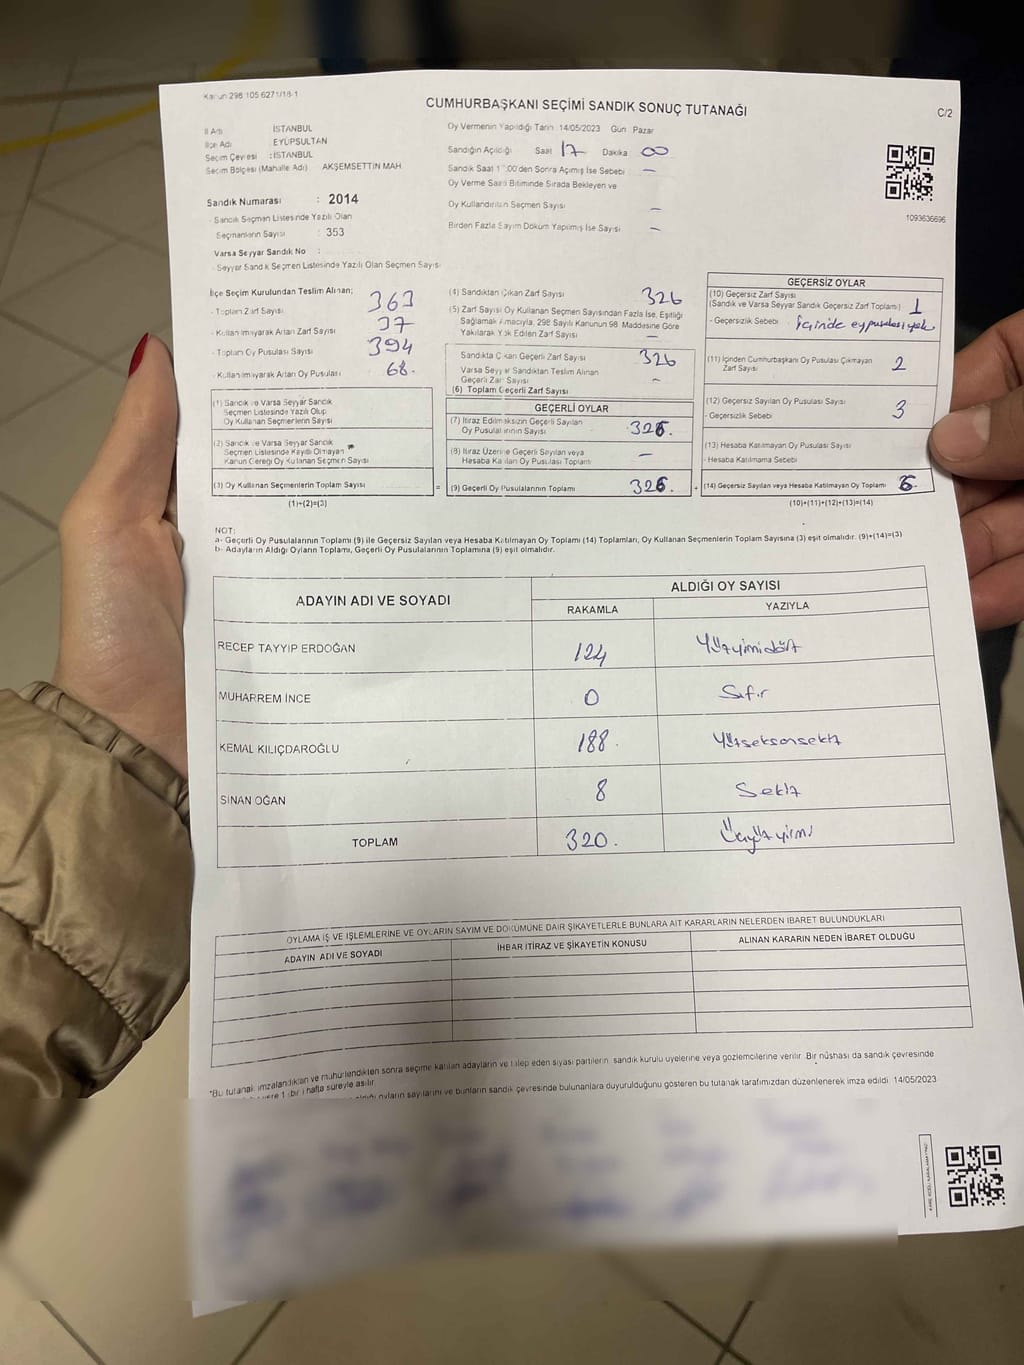 Kanun 298 105 6271/18-1
CUMHURBAŞKANI SEÇİMİ SANDIK SONUÇ TUTANAĞI
C/2
İl Adı İSTANBUL
İlçe Adı EYÜPSULTAN
Seçim Çevresi : İSTANBUL
Seçim Bölgesi (Mahalle Adı) AKŞEMSETTİN MAH.
Sandık Numarası : 2014
- Sandık Seçmen Listesinde Yazılı Olan
Seçmenlerin Sayısı : 353
Varsa Seyyar Sandık No :
- Seyyar Sandık Seçmen Listesinde Yazılı Olan Seçmen Sayısı
Oy Vermenin Yapıldığı Tarih 14/05/2023 Gün Pazar
Sandığın Açıldığı Saat 17 Dakika 00
Sandık Saat 17:00'den Sonra Açılmış İse Sebebi —
Oy Verme Saati Bitiminde Sırada Bekleyen ve
Oy Kullandırılan Seçmen Sayısı —
Birden Fazla Sayım Döküm Yapılmış İse Sayısı —
1093636696
İlçe Seçim Kurulundan Teslim Alınan;
- Toplam Zarf Sayısı 363
- Kullanılmayarak Artan Zarf Sayısı 37
- Toplam Oy Pusulası Sayısı 394
- Kullanılmayarak Artan Oy Pusulası 68.
(1) Sandık ve Varsa Seyyar Sandık
Seçmen Listesinde Yazılı Olup
Oy Kullanan Seçmenlerin Sayısı
(2) Sandık ve Varsa Seyyar Sandık
Seçmen Listesinde Kayıtlı Olmayan
Kanun Gereği Oy Kullanan Seçmen Sayısı
(3) Oy Kullanan Seçmenlerin Toplam Sayısı
(1)+(2)=(3)
(4) Sandıktan Çıkan Zarf Sayısı 326
(5) Zarf Sayısı Oy Kullanan Seçmen Sayısından Fazla İse, Eşitliği
Sağlamak Amacıyla, 298 Sayılı Kanunun 98. Maddesine Göre
Yakılarak Yok Edilen Zarf Sayısı —
Sandıkta Çıkan Geçerli Zarf Sayısı 326
Varsa Seyyar Sandıktan Teslim Alınan
Geçerli Zarf Sayısı —
(6) Toplam Geçerli Zarf Sayısı
GEÇERLİ OYLAR
(7) İtiraz Edilmeksizin Geçerli Sayılan
Oy Pusulalarının Sayısı 326.
(8) İtiraz Üzerine Geçerli Sayılan veya
Hesaba Katılan Oy Pusulası Toplamı —
= (9) Geçerli Oy Pusulalarının Toplamı 326. +
GEÇERSİZ OYLAR
(10) Geçersiz Zarf Sayısı
(Sandık ve Varsa Seyyar Sandık Geçersiz Zarf Toplamı) 1
- Geçersizlik Sebebi İçinde oy pusulası yok
(11) İçinden Cumhurbaşkanı Oy Pusulası Çıkmayan
Zarf Sayısı 2
(12) Geçersiz Sayılan Oy Pusulası Sayısı
- Geçersizlik Sebebi 3
(13) Hesaba Katılmayan Oy Pusulası Sayısı
- Hesaba Katılmama Sebebi
(14) Geçersiz Sayılan veya Hesaba Katılmayan Oy Toplamı 6.
(10)+(11)+(12)+(13)=(14)
NOT:
a- Geçerli Oy Pusulalarının Toplamı (9) ile Geçersiz Sayılan veya Hesaba Katılmayan Oy Toplamı (14) Toplamları, Oy Kullanan Seçmenlerin Toplam Sayısına (3) eşit olmalıdır. (9)+(14)=(3)
b- Adayların Aldığı Oyların Toplamı, Geçerli Oy Pusulalarının Toplamına (9) eşit olmalıdır.
ADAYIN ADI VE SOYADI ALDIĞI OY SAYISI
RAKAMLA YAZIYLA
RECEP TAYYİP ERDOĞAN 124 Yüzyirmidört
MUHARREM İNCE 0 Sıfır
KEMAL KILIÇDAROĞLU 188. Yüzseksensekiz
SİNAN OĞAN 8 Sekiz
TOPLAM 320. Üçyüzyirmi
OYLAMA İŞ VE İŞLEMLERİNE VE OYLARIN SAYIM VE DÖKÜMÜNE DAİR ŞİKAYETLERLE BUNLARA AİT KARARLARIN NELERDEN İBARET BULUNDUKLARI
ADAYIN ADI VE SOYADI İHBAR İTİRAZ VE ŞİKAYETİN KONUSU ALINAN KARARIN NEDEN İBARET OLDUĞU
*Bu tutanak imzalandıktan ve mühürlendikten sonra seçime katılan adayların ve talep eden siyasi partilerin sandık kurulu üyelerine veya gözlemcilerine verilir. Bir nüshası da sandık çevresinde
1 bir hafta süreyle asılır.
oyların sayılarını ve bunların sandık çevresinde bulunanlara duyurulduğunu gösteren bu tutanak tarafımızdan düzenlenerek imza edildi. 14/05/2023